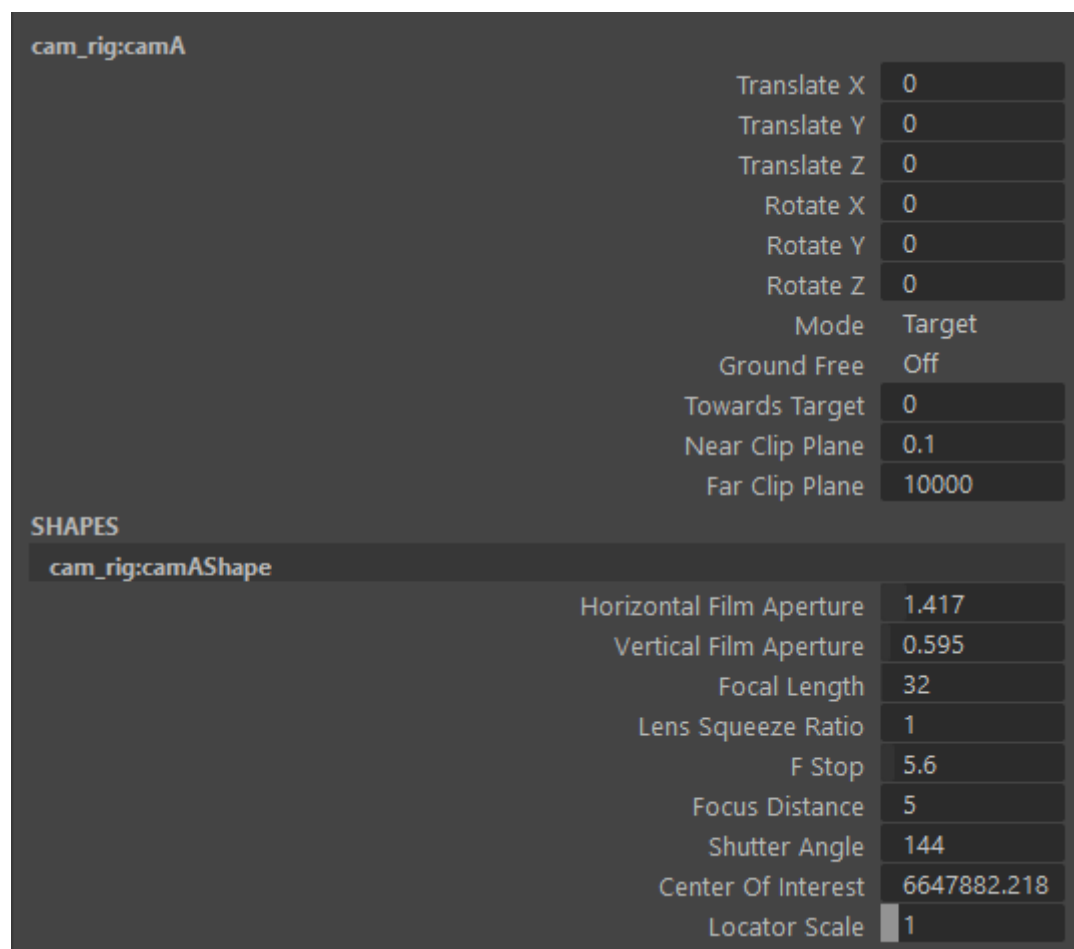 cam_rig:camA
Translate X 0
Translate Y 0
Translate Z 0
Rotate X 0
Rotate Y 0
Rotate Z 0
Mode Target
Ground Free Off
Towards Target 0
Near Clip Plane 0.1
Far Clip Plane 10000
SHAPES
cam_rig:camAShape
Horizontal Film Aperture 1.417
Vertical Film Aperture 0.595
Focal Length 32
Lens Squeeze Ratio 1
F Stop 5.6
Focus Distance 5
Shutter Angle 144
Center Of Interest 6647882.218
Locator Scale 1